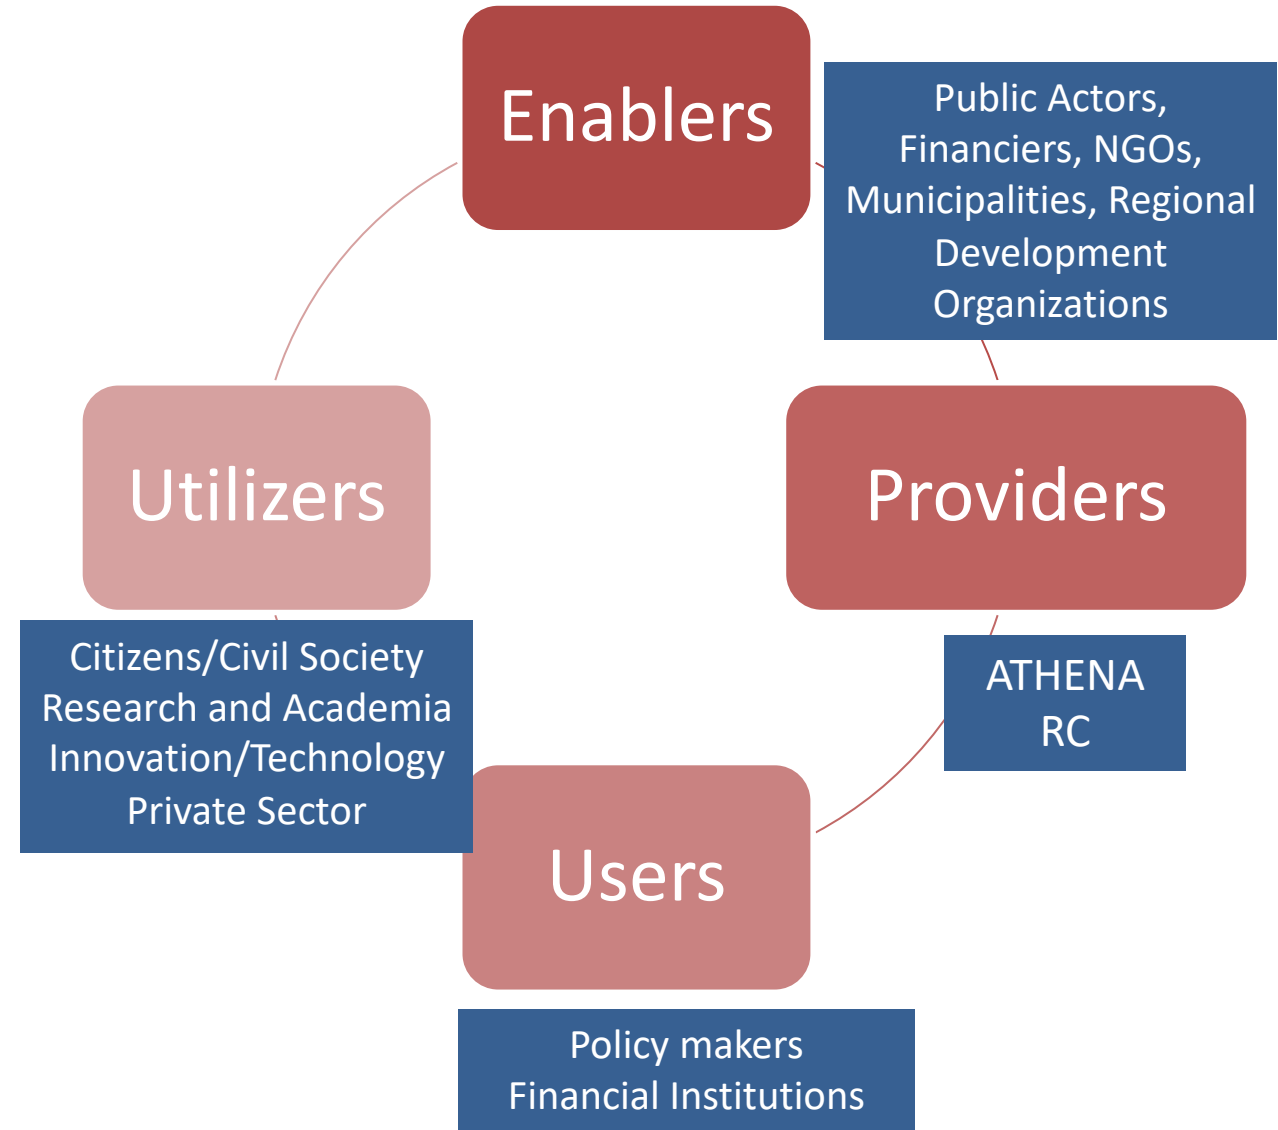 Enablers
Public Actors,
Financiers, NGOs,
Municipalities, Regional
Development
Organizations
Utilizers
Providers
Citizens/Civil Society
Research and Academia
Innovation/Technology
Private Sector
ATHENA
RC
Users
Policy makers
Financial Institutions